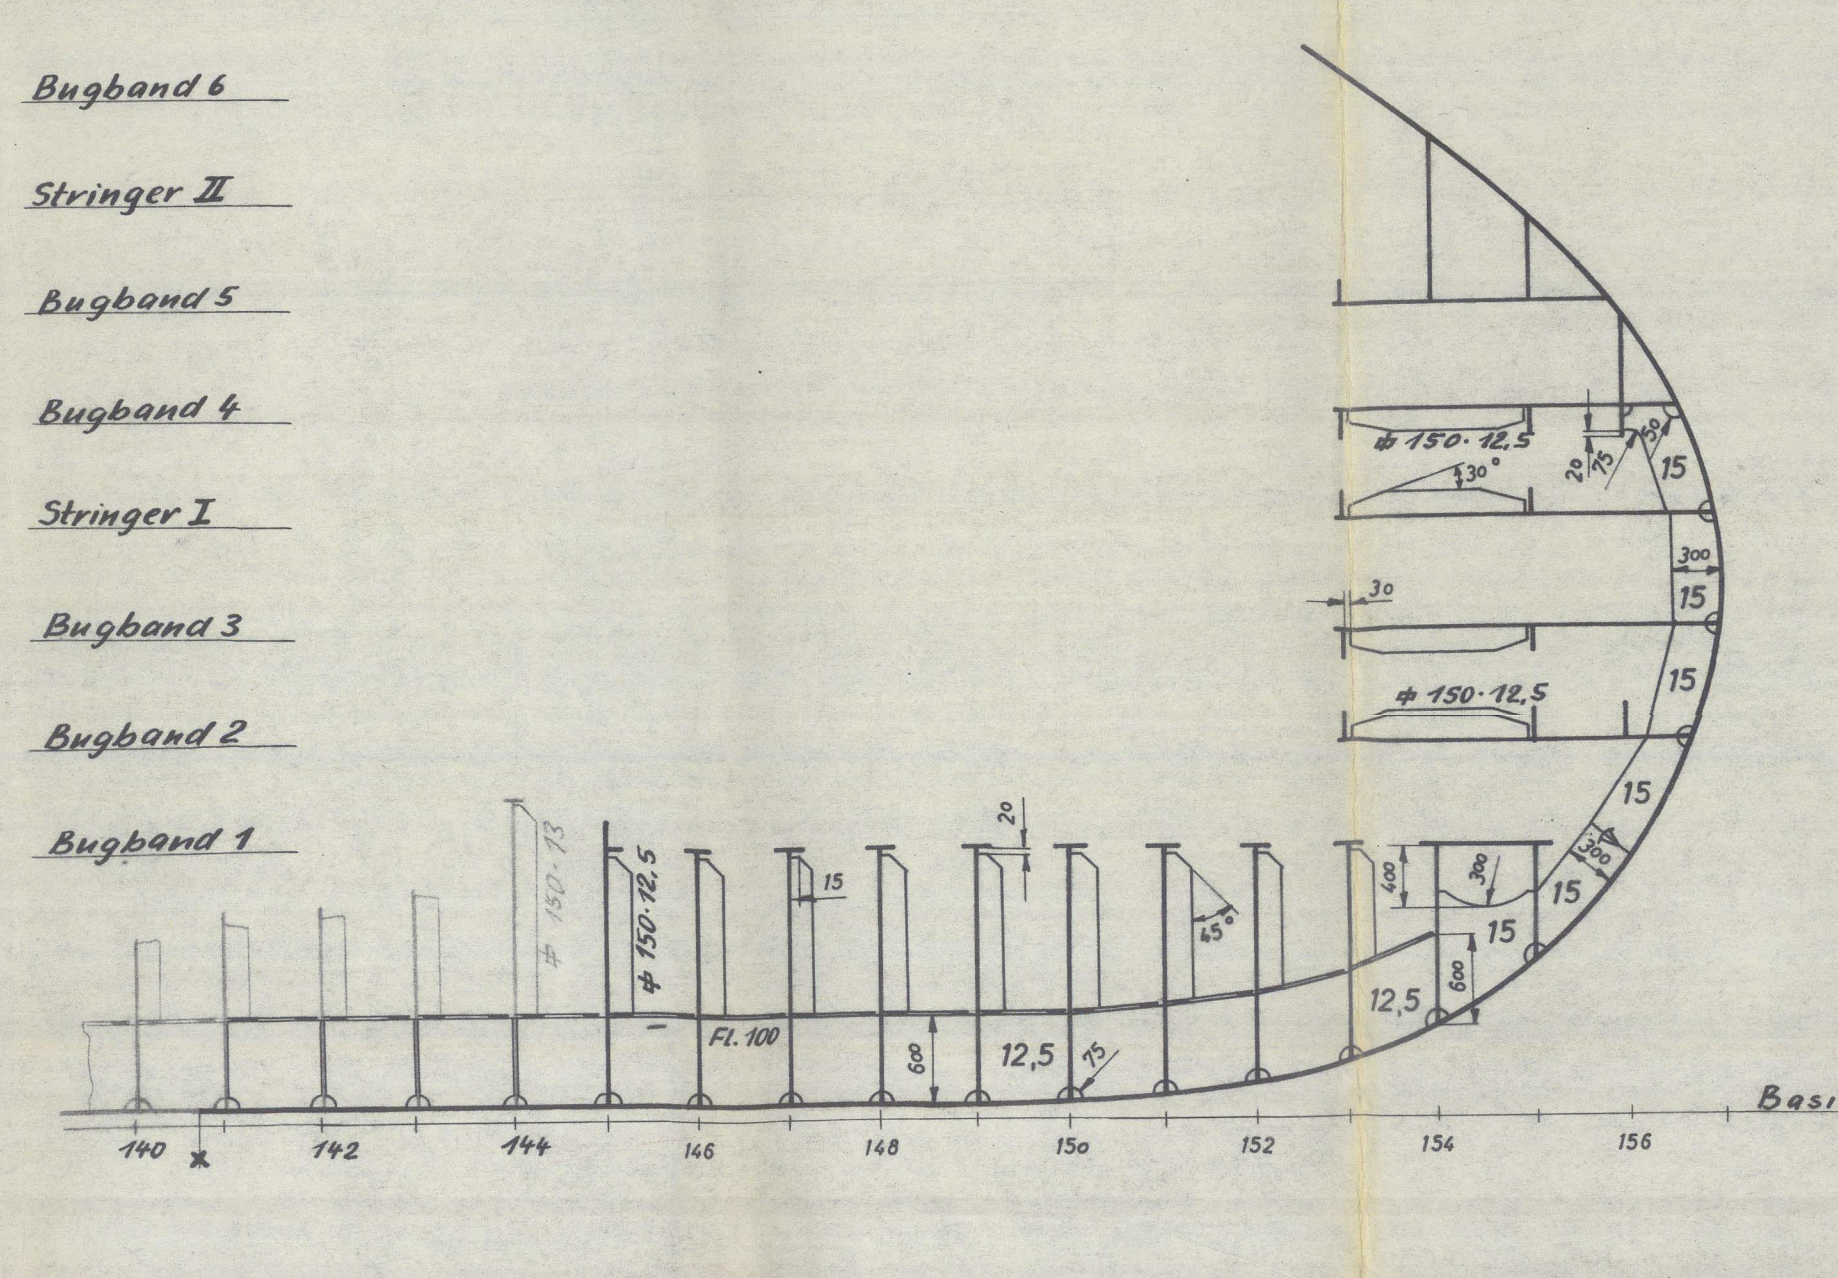 Bugband 6
Stringer II
Bugband 5
Bugband 4
ⱷ 150·12,5
20
75
50
15
30°
Stringer I
300
15
30
Bugband 3
15
ⱷ 150·12,5
Bugband 2
15
Bugband 1
ⱷ 150·13
ⱷ 150·12,5
20
15
45°
400
300
300
15
15
600
12,5
Fl. 100
600
12,5
75
Basi
140
x
142
144
146
148
150
152
154
156